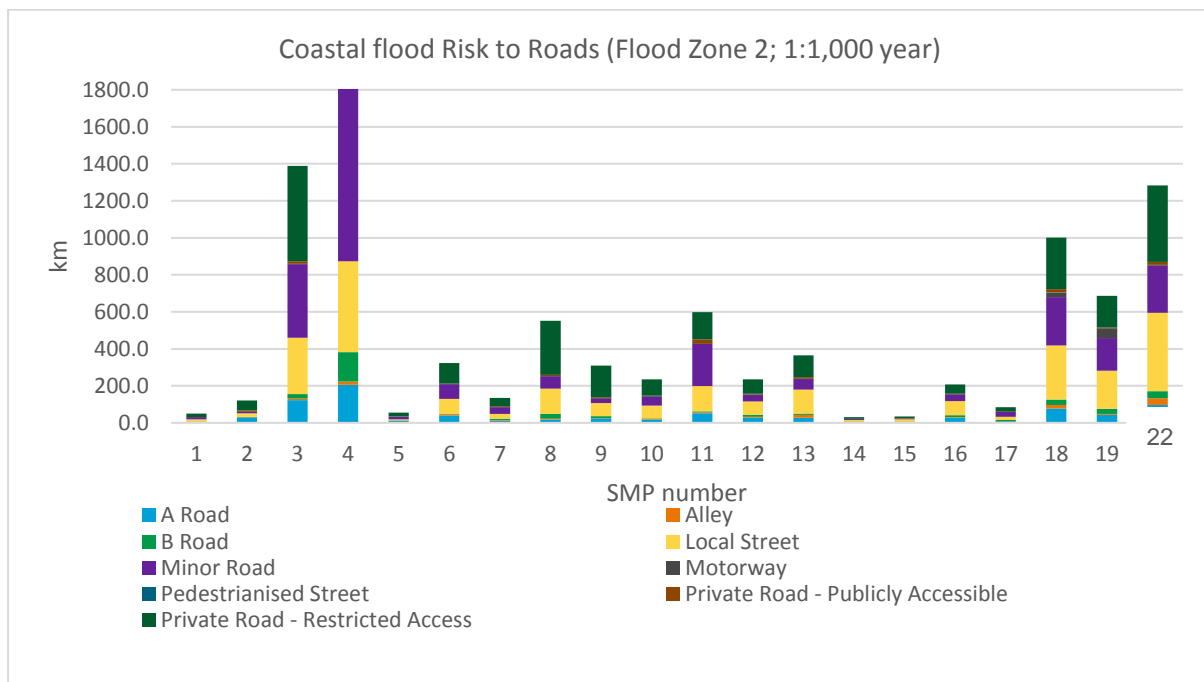 Coastal flood Risk to Roads (Flood Zone 2; 1:1,000 year)
1800.0
1600.0
1400.0
1200.0
1000.0
800.0
600.0
400.0
200.0
0.0
km
1 2 3 4 5 6 7 8 9 10 11 12 13 14 15 16 17 18 19 22
SMP number
A Road Alley
B Road Local Street
Minor Road Motorway
Pedestrianised Street Private Road - Publicly Accessible
Private Road - Restricted Access